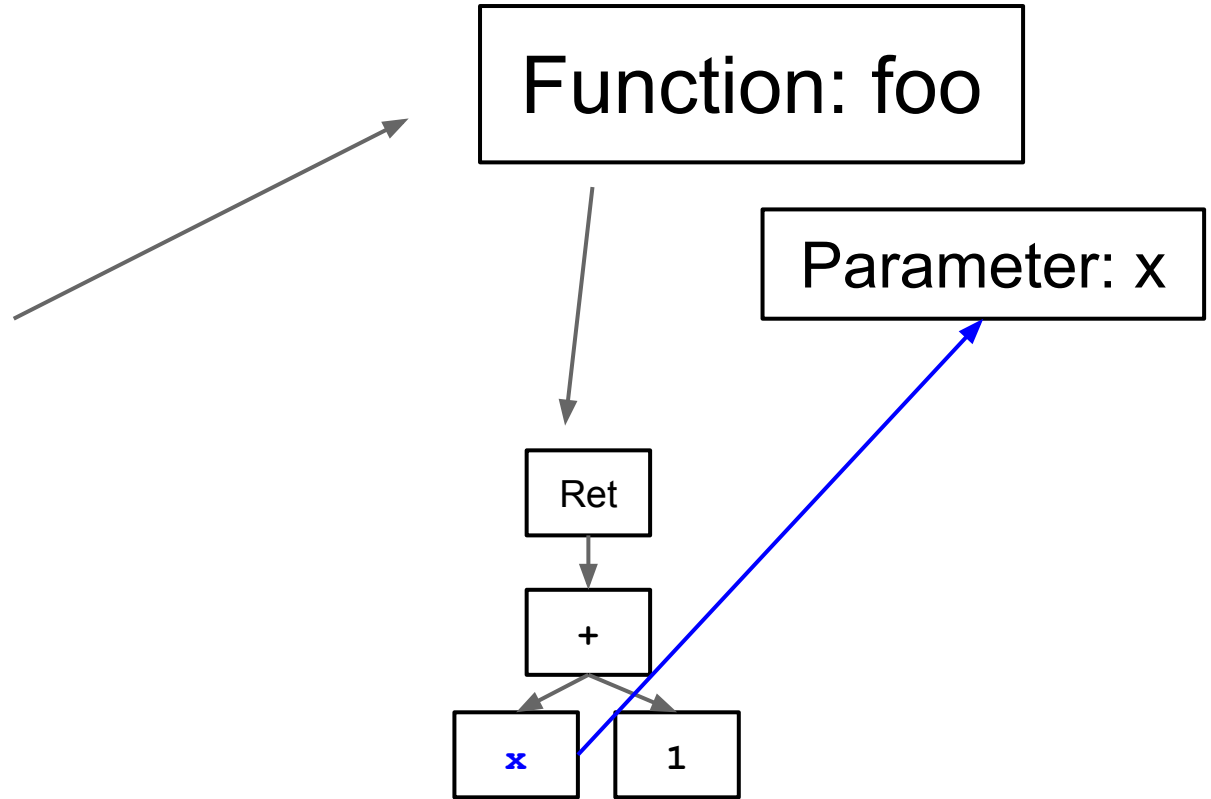 Function: foo
Parameter: x
Ret
+
x
1